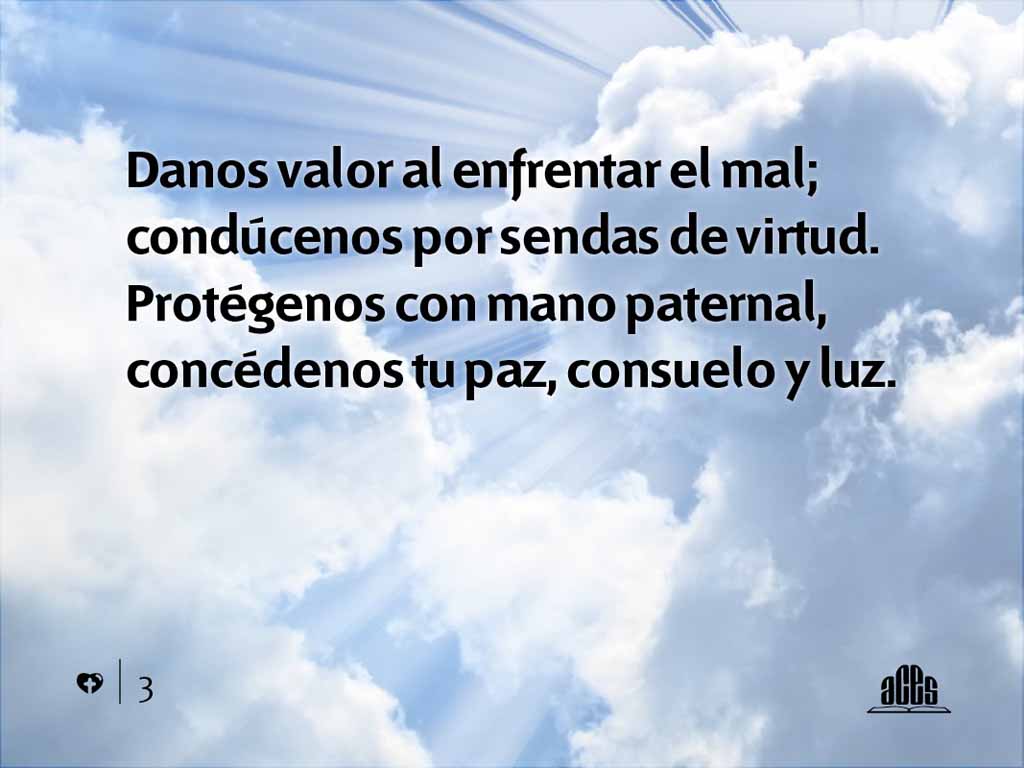 Danos valor al enfrentar el mal;
condúcenos por sendas de virtud.
Protégenos con mano paternal,
concédenos tu paz, consuelo y luz.
3
aces